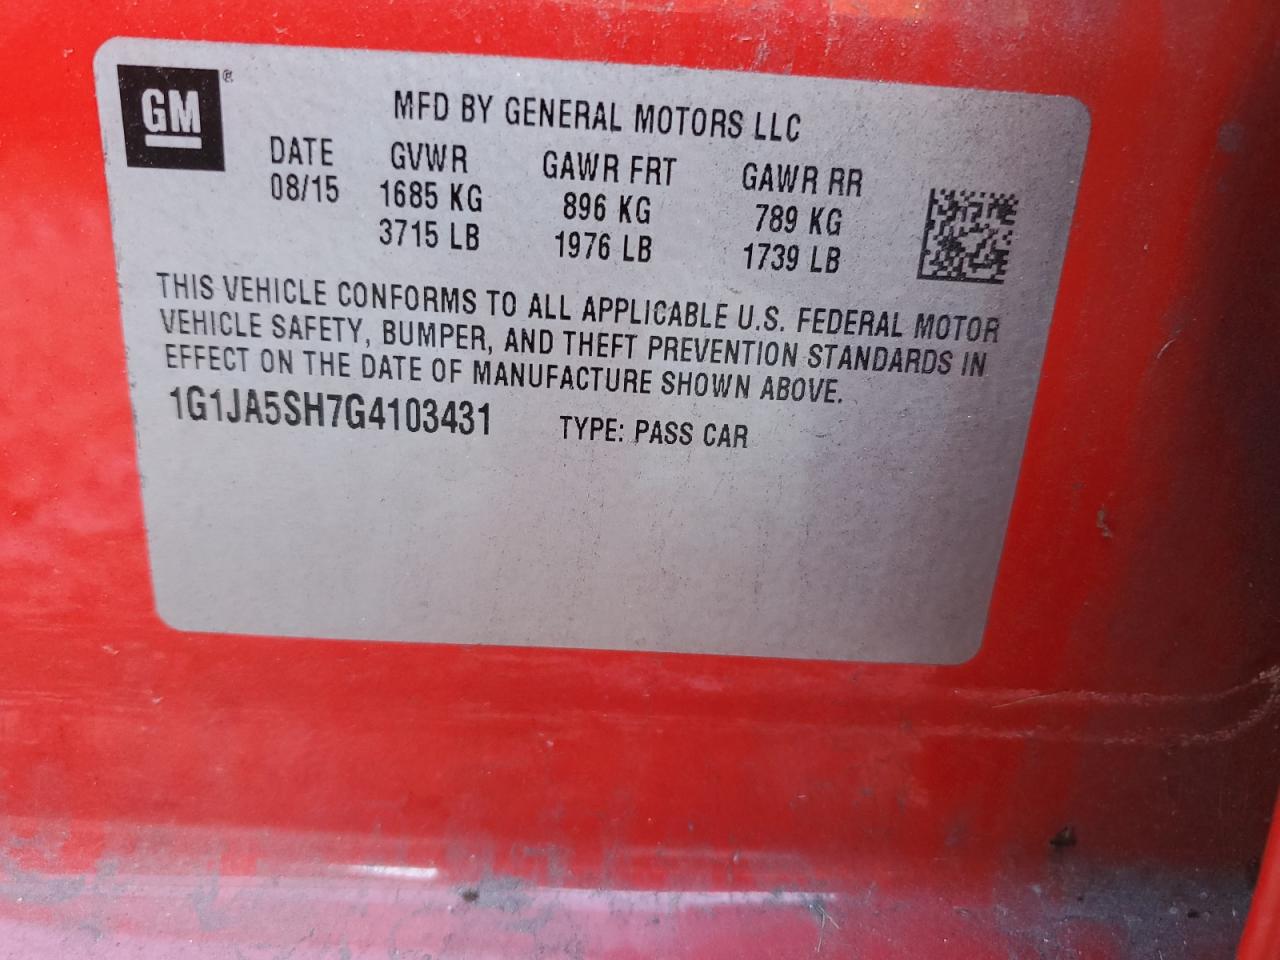 GM®
MFD BY GENERAL MOTORS LLC
DATE GVWR GAWR FRT GAWR RR
08/15 1685 KG 896 KG 789 KG
3715 LB 1976 LB 1739 LB
THIS VEHICLE CONFORMS TO ALL APPLICABLE U.S. FEDERAL MOTOR
VEHICLE SAFETY, BUMPER, AND THEFT PREVENTION STANDARDS IN
EFFECT ON THE DATE OF MANUFACTURE SHOWN ABOVE.
1G1JA5SH7G4103431 TYPE: PASS CAR